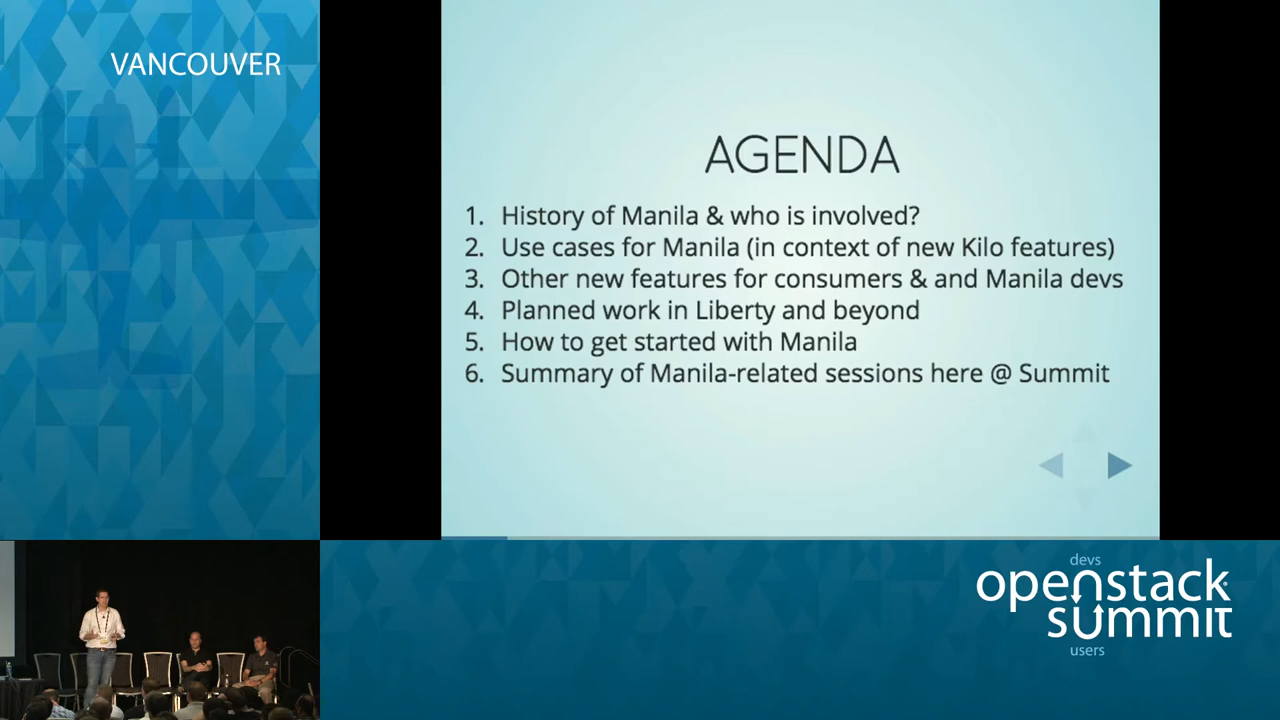 VANCOUVER
AGENDA
1. History of Manila & who is involved?
2. Use cases for Manila (in context of new Kilo features)
3. Other new features for consumers & and Manila devs
4. Planned work in Liberty and beyond
5. How to get started with Manila
6. Summary of Manila-related sessions here @ Summit
devs
openstack
summit
users